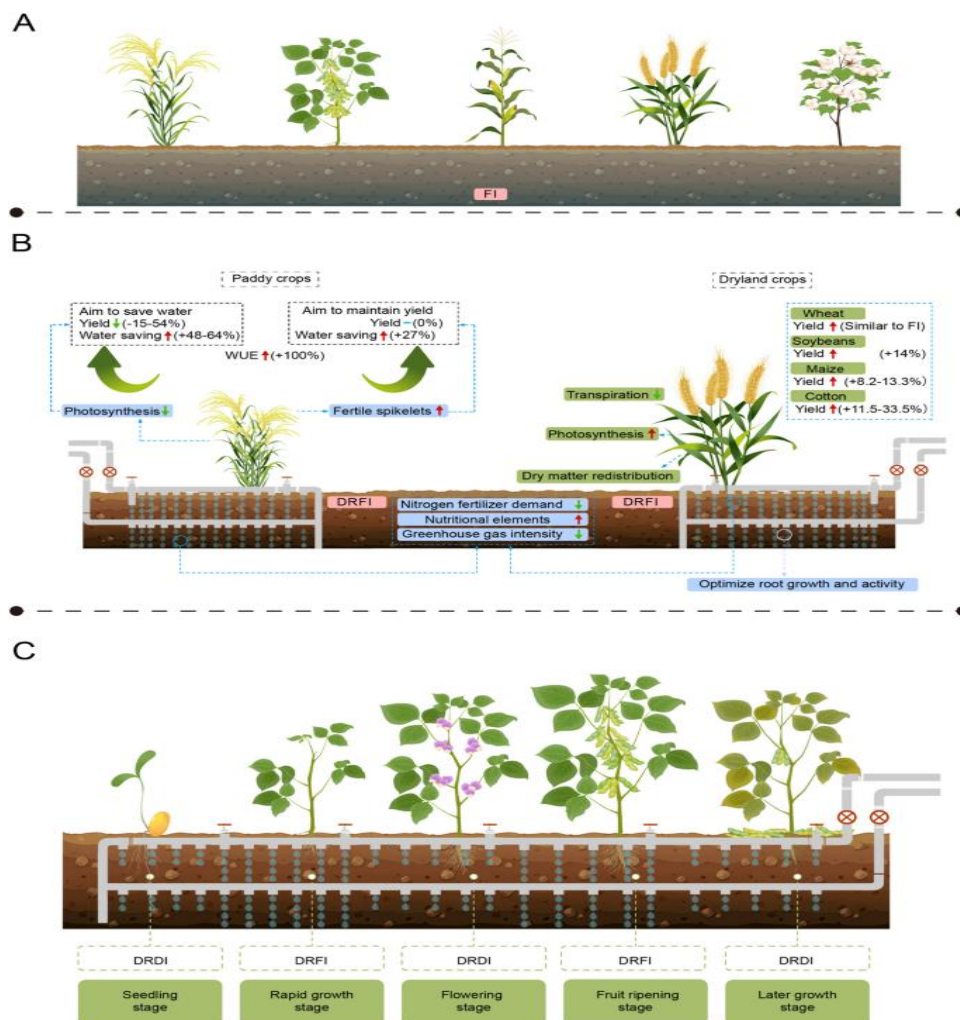 A
FI
B
Paddy crops
Dryland crops
Aim to save water
Yield ↓ (-15-54%)
Water saving ↑ (+48-64%)
Aim to maintain yield
Yield – (0%)
Water saving ↑ (+27%)
WUE ↑ (+100%)
Wheat
Yield ↑ (Similar to FI)
Soybeans
Yield ↑ (+14%)
Maize
Yield ↑ (+8.2-13.3%)
Cotton
Yield ↑ (+11.5-33.5%)
Photosynthesis ↓
Fertile spikelets ↑
Transpiration ↓
Photosynthesis ↑
Dry matter redistribution
DRFI
Nitrogen fertilizer demand ↓
Nutritional elements ↑
Greenhouse gas intensity ↓
DRFI
Optimize root growth and activity
C
DRDI
DRFI
DRDI
DRFI
DRDI
Seedling
stage
Rapid growth
stage
Flowering
stage
Fruit ripening
stage
Later growth
stage